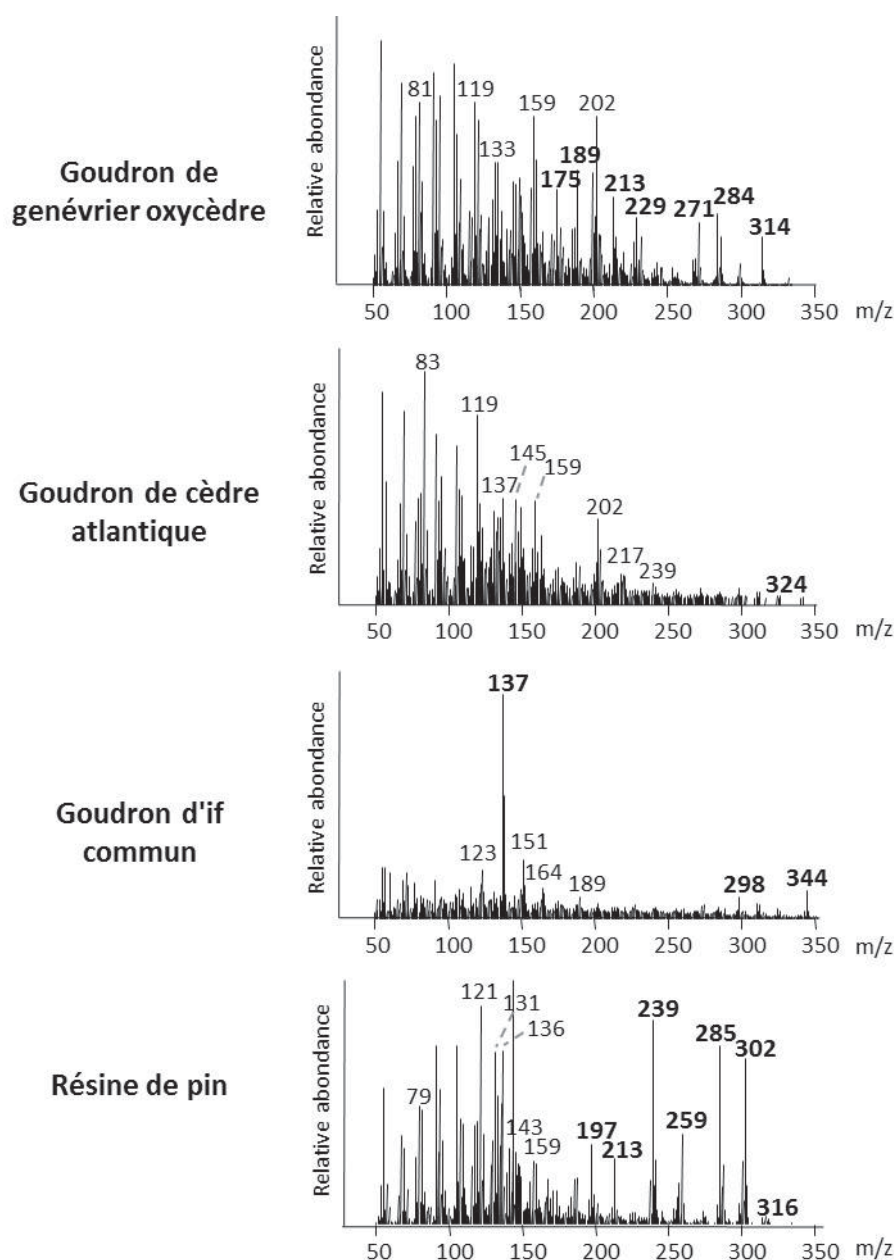 Goudron de
genévrier oxycèdre
Relative abondance
81
119
133
159
175
189
202
213
229
271
284
314
50 100 150 200 250 300 350 m/z
Goudron de cèdre
atlantique
Relative abondance
83
119
137
145
159
202
217
239
324
50 100 150 200 250 300 350 m/z
Goudron d'if
commun
Relative abondance
137
123
151
164
189
298
344
50 100 150 200 250 300 350 m/z
Résine de pin
Relative abondance
79
121
131
136
143
159
197
213
239
259
285
302
316
50 100 150 200 250 300 350 m/z